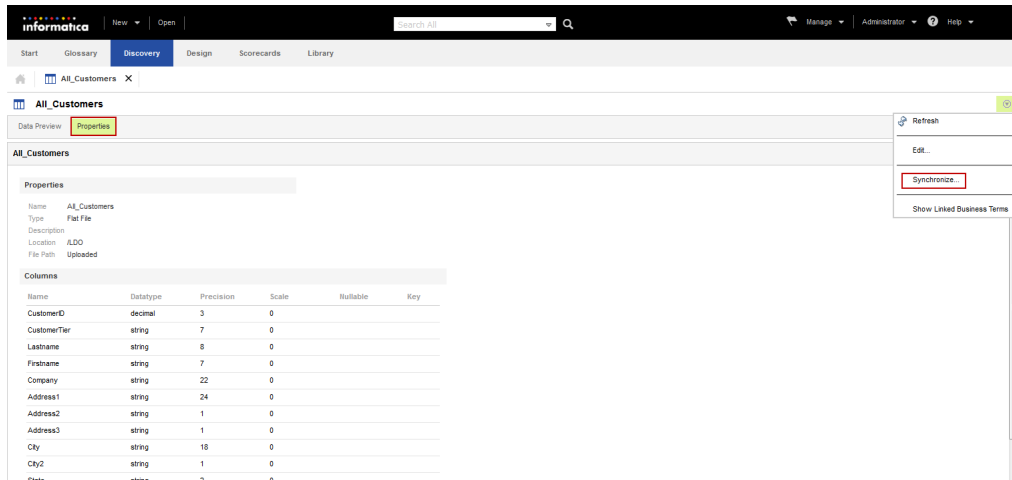 informatica New Open Search All Manage Administrator ? Help
Start Glossary Discovery Design Scorecards Library
All_Customers X
All_Customers
Data Preview Properties
Refresh
Edit...
Synchronize...
Show Linked Business Terms
All_Customers
Properties
Name All_Customers
Type Flat File
Description
Location /LDO
File Path Uploaded
Columns
Name Datatype Precision Scale Nullable Key
CustomerID decimal 3 0
CustomerTier string 7 0
Lastname string 8 0
Firstname string 7 0
Company string 22 0
Address1 string 24 0
Address2 string 1 0
Address3 string 1 0
City string 18 0
City2 string 1 0